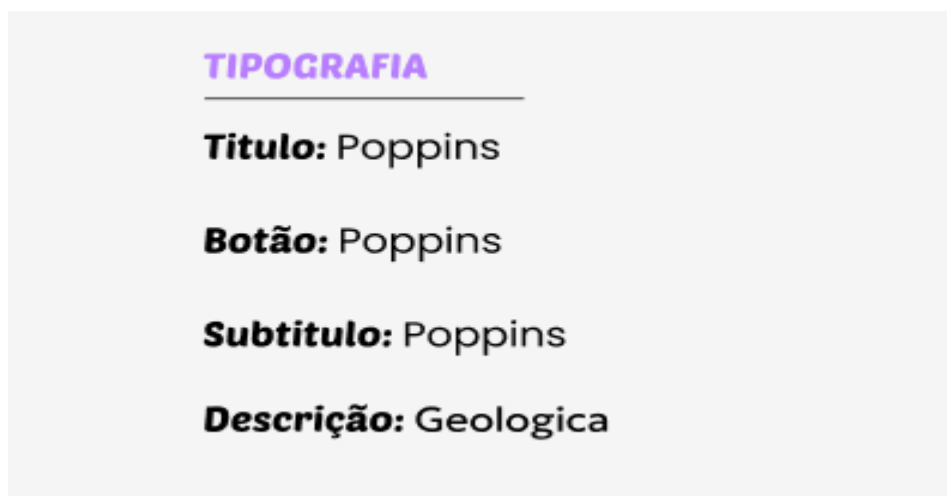 TIPOGRAFIA
Titulo: Poppins
Botão: Poppins
Subtitulo: Poppins
Descrição: Geologica